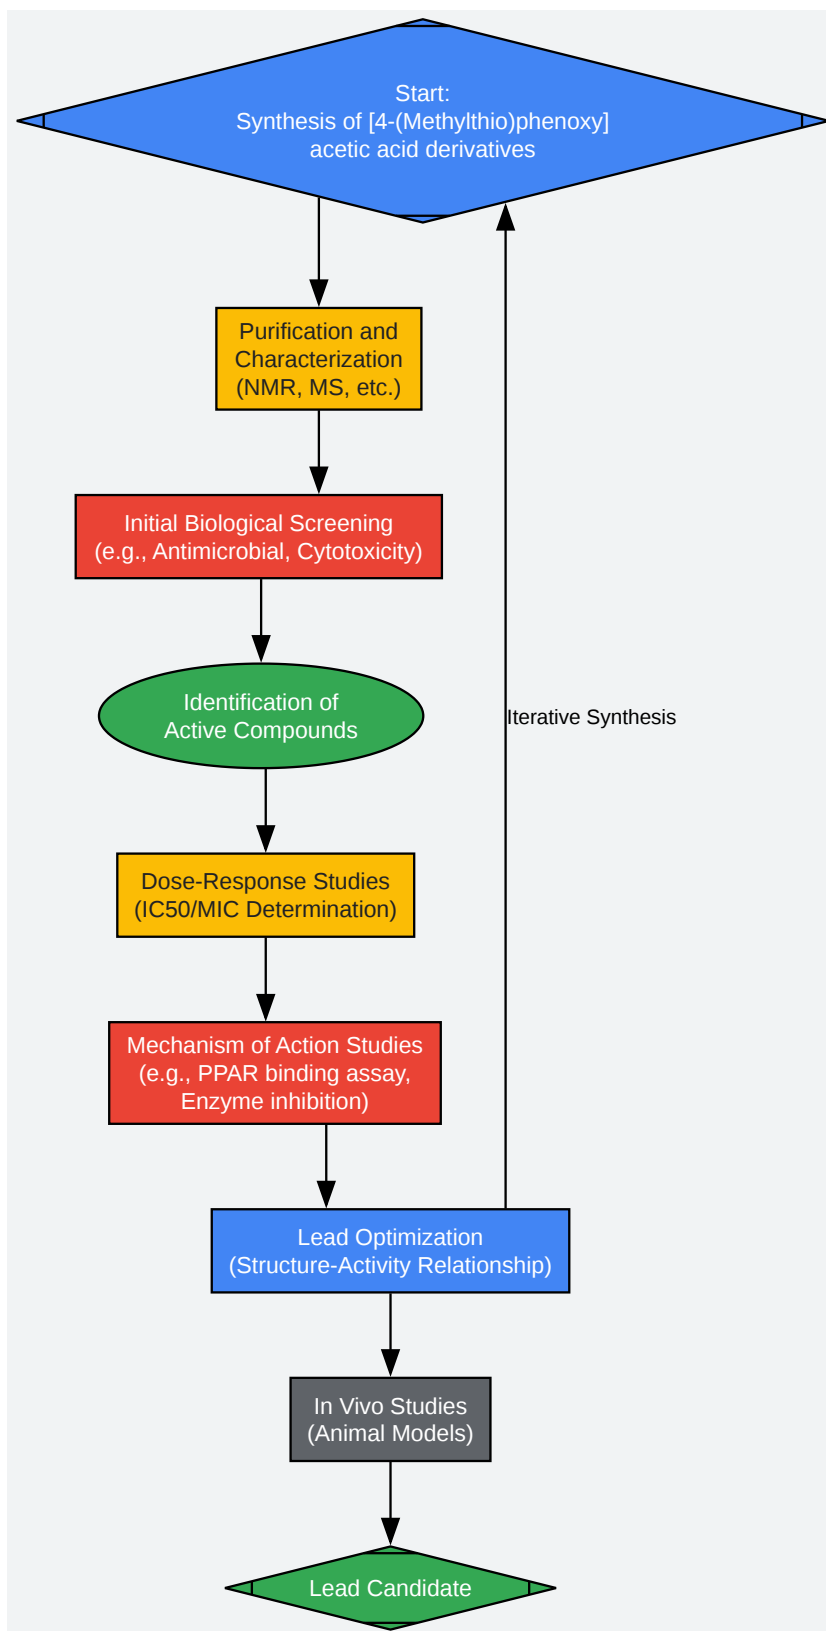 Start:
Synthesis of [4-(Methylthio)phenoxy]
acetic acid derivatives
Purification and
Characterization
(NMR, MS, etc.)
Initial Biological Screening
(e.g., Antimicrobial, Cytotoxicity)
Identification of
Active Compounds
Iterative Synthesis
Dose-Response Studies
(IC50/MIC Determination)
Mechanism of Action Studies
(e.g., PPAR binding assay,
Enzyme inhibition)
Lead Optimization
(Structure-Activity Relationship)
In Vivo Studies
(Animal Models)
Lead Candidate